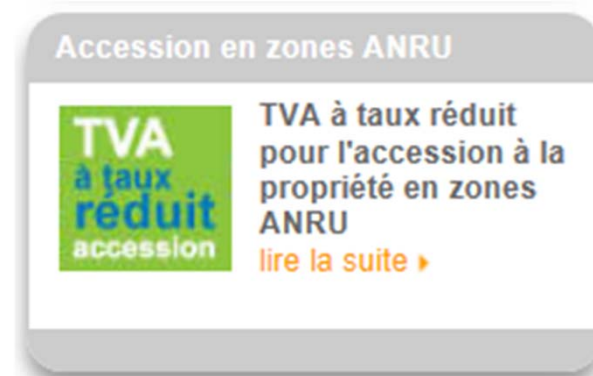 Accession en zones ANRU
TVA
à taux
réduit
accession
TVA à taux réduit
pour l'accession à la
propriété en zones
ANRU
lire la suite